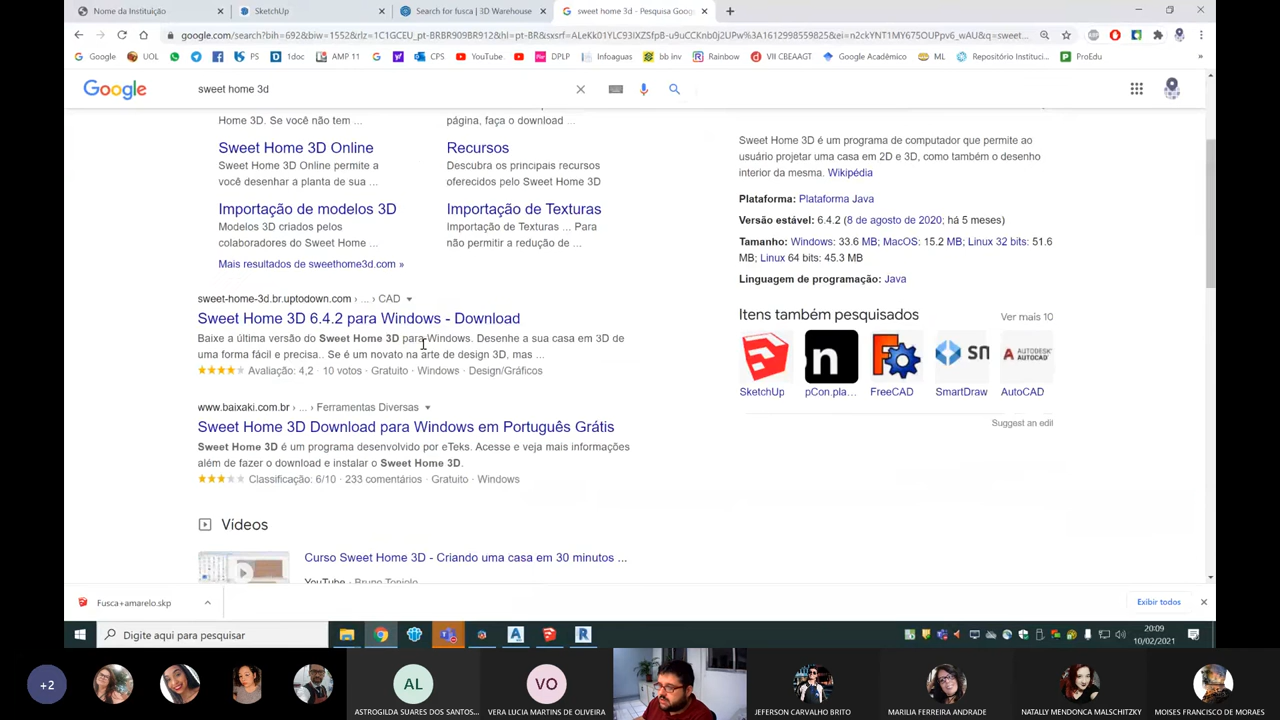 Nome da Instituição
SketchUp
Search for fusca | 3D Warehouse
sweet home 3d - Pesquisa Goog
google.com/search?bih=692&biw=1552&rlz=1C1GCEU_pt-BRBR909BR912&hl=pt-BR&sxsrf=ALeKk01YLC93IXZSfpB-u9uCCKnb0j2UPw%3A1612998559825&ei=n2ckYNT1MY675OUPpv6_wAU&q=sweet...
Google
UOL
PS
1doc
AMP 11
CPS
YouTube
DPLP
Infoaguas
bb inv
Rainbow
VII CBEAAGT
Google Acadêmico
ML
Repositório Instituci...
ProEdu
Google
sweet home 3d
Home 3D. Se você não tem ...
página, faça o download ...
Sweet Home 3D Online
Recursos
Sweet Home 3D Online permite a
Descubra os principais recursos
você desenhar a planta de sua ...
oferecidos pelo Sweet Home 3D
Importação de modelos 3D
Importação de Texturas
Modelos 3D criados pelos
Importação de Texturas ... Para
colaboradores do Sweet Home ...
não permitir a redução de ...
Mais resultados de sweethome3d.com »
sweet-home-3d.br.uptodown.com › ... › CAD
Sweet Home 3D 6.4.2 para Windows - Download
Baixe a última versão do Sweet Home 3D para Windows. Desenhe a sua casa em 3D de
uma forma fácil e precisa.. Se é um novato na arte de design 3D, mas ...
Avaliação: 4,2 · 10 votos · Gratuito · Windows · Design/Gráficos
www.baixaki.com.br › ... › Ferramentas Diversas
Sweet Home 3D Download para Windows em Português Grátis
Sweet Home 3D é um programa desenvolvido por eTeks. Acesse e veja mais informações
além de fazer o download e instalar o Sweet Home 3D.
Classificação: 6/10 · 233 comentários · Gratuito · Windows
Vídeos
Curso Sweet Home 3D - Criando uma casa em 30 minutos ...
YouTube · Bruno Toniolo
Sweet Home 3D é um programa de computador que permite ao
usuário projetar uma casa em 2D e 3D, como também o desenho
interior da mesma. Wikipédia
Plataforma: Plataforma Java
Versão estável: 6.4.2 (8 de agosto de 2020; há 5 meses)
Tamanho: Windows: 33.6 MB; MacOS: 15.2 MB; Linux 32 bits: 51.6
MB; Linux 64 bits: 45.3 MB
Linguagem de programação: Java
Itens também pesquisados
Ver mais 10
SketchUp
pCon.pla...
FreeCAD
SmartDraw
AutoCAD
Suggest an edit
Fusca+amarelo.skp
Exibir todos
Digite aqui para pesquisar
20:09
10/02/2021
+2
AL
VO
ASTROGILDA SUARES DOS SANTOS...
VERA LUCIA MARTINS DE OLIVEIRA
JEFERSON CARVALHO BRITO
MARILIA FERREIRA ANDRADE
NATALLY MENDONCA MALSCHITZKY
MOISES FRANCISCO DE MORAES